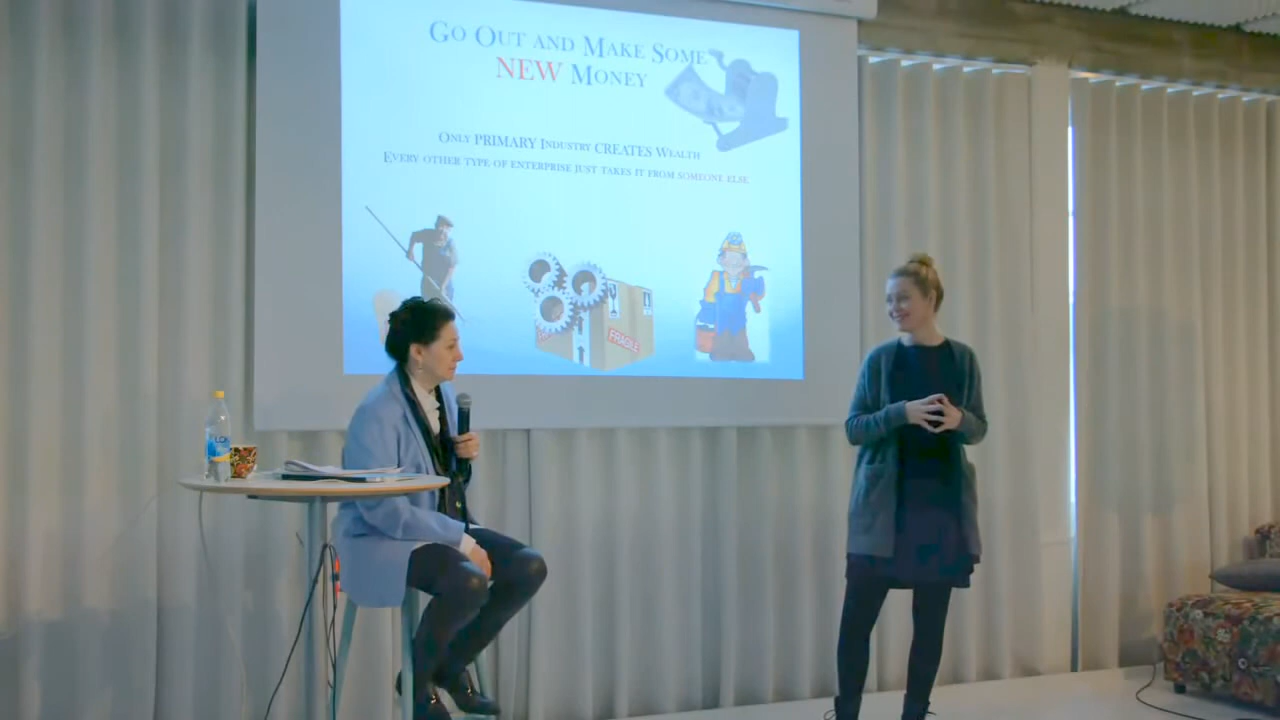 GO OUT AND MAKE SOME
NEW MONEY
ONLY PRIMARY INDUSTRY CREATES WEALTH
EVERY OTHER TYPE OF ENTERPRISE JUST TAKES IT FROM SOMEONE ELSE
FRAGILE